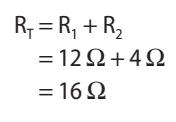 R_T = R_1 + R_2
= 12 Ω + 4 Ω
= 16 Ω